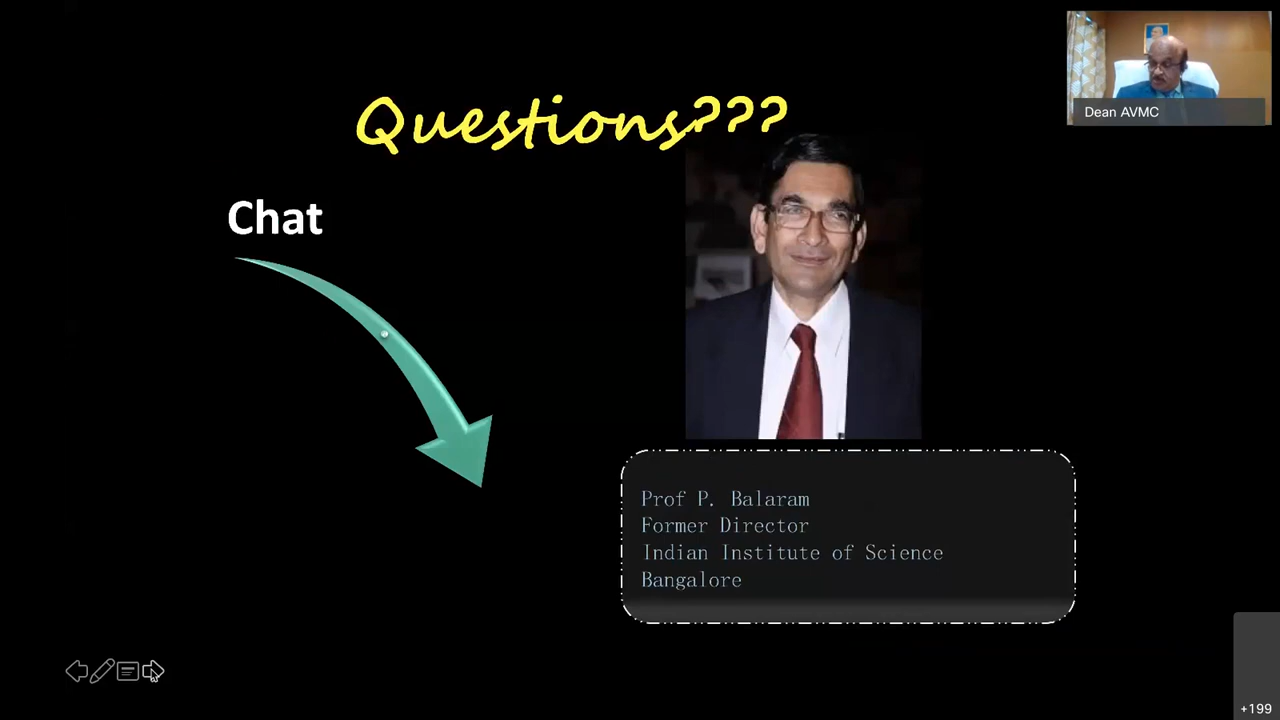 Questions???
Dean AVMC
Chat
Prof P. Balaram
Former Director
Indian Institute of Science
Bangalore
+199